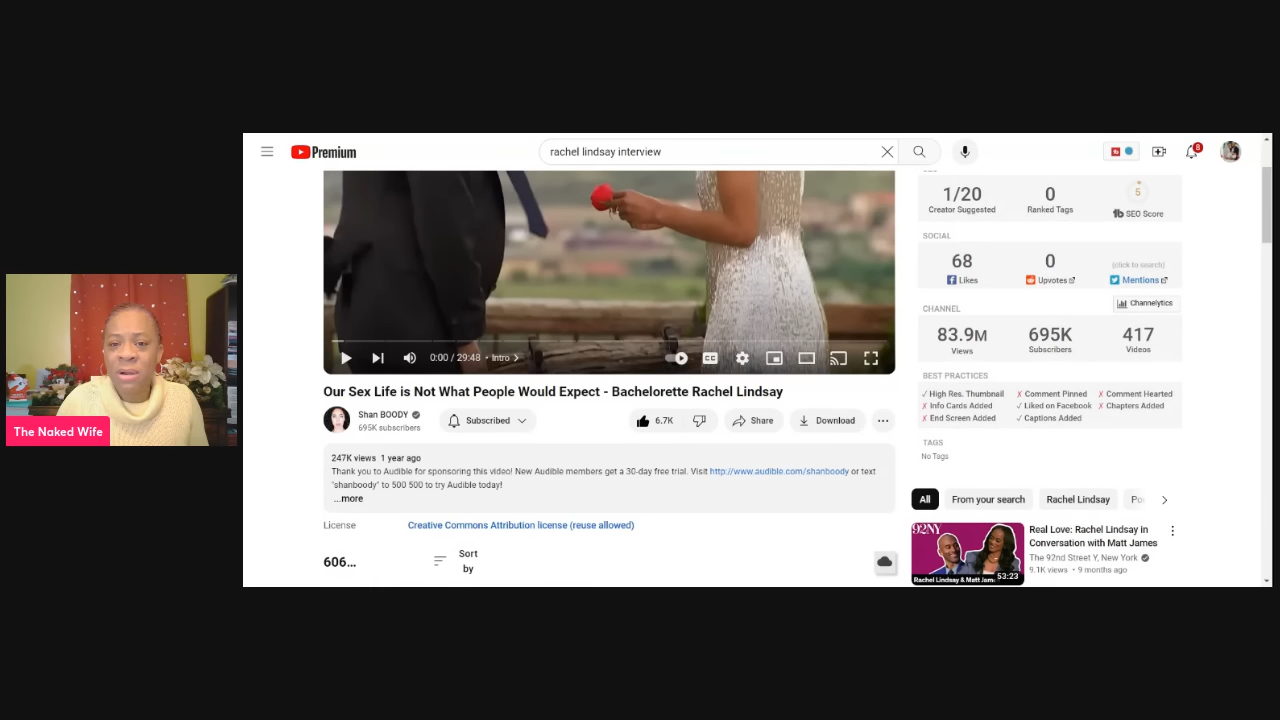 The Naked Wife
Premium
rachel lindsay interview
8
0:00 / 29:48 • Intro
CC
Our Sex Life is Not What People Would Expect - Bachelorette Rachel Lindsay
Shan BOODY
695K subscribers
Subscribed
6.7K
Share
Download
247K views 1 year ago
Thank you to Audible for sponsoring this video! New Audible members get a 30-day free trial. Visit http://www.audible.com/shanboody or text
"shanboody" to 500 500 to try Audible today!
...more
License
Creative Commons Attribution license (reuse allowed)
606...
Sort
by
1/20
Creator Suggested
0
Ranked Tags
5
tb SEO Score
SOCIAL
68
Likes
0
Upvotes
(click to search)
Mentions
CHANNEL
Channelytics
83.9M
Views
695K
Subscribers
417
Videos
BEST PRACTICES
✓ High Res. Thumbnail
✗ Comment Pinned
✗ Comment Hearted
✗ Info Cards Added
✓ Liked on Facebook
✗ Chapters Added
✗ End Screen Added
✓ Captions Added
TAGS
No Tags
All
From your search
Rachel Lindsay
92NY
Rachel Lindsay & Matt Jam
53:23
Real Love: Rachel Lindsay in
Conversation with Matt James
The 92nd Street Y, New York
9.1K views • 9 months ago